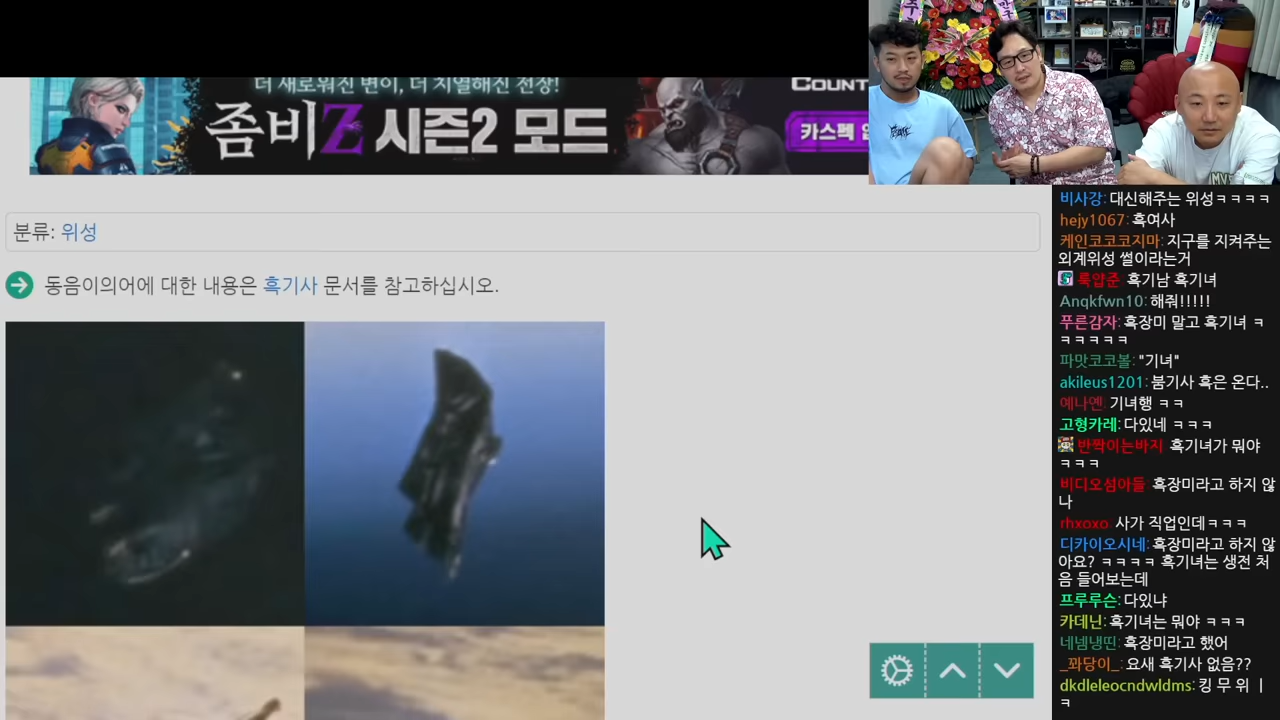 더 새로워진 변이, 더 치열해진 전장!
좀비Z 시즌2 모드
COUNT
카스페
분류: 위성
동음이의어에 대한 내용은 흑기사 문서를 참고하십시오.
비사강: 대신해주는 위성ㅋㅋㅋㅋ
hejy1067: 흑여사
케인코코코지마: 지구를 지켜주는
외계위성 썰이라는거
룩얍쥰: 흑기남 흑기녀
Anqkfwn10: 해줘!!!!!
푸른감자: 흑장미 말고 흑기녀 ㅋ
ㅋㅋㅋㅋㅋ
파맛코코볼: "기녀"
akileus1201: 붐기사 혹은 온다..
예나엔: 기녀행 ㅋㅋ
고형카레: 다있네 ㅋㅋㅋ
반짝이는바지: 흑기녀가 뭐야
ㅋㅋㅋ
비디오섬아들: 흑장미라고 하지 않
나
rhxoxo: 사가 직업인데ㅋㅋㅋ
디카이오시네: 흑장미라고 하지 않
아요? ㅋㅋㅋㅋ 흑기녀는 생전 처
음 들어보는데
프루루슨: 다있냐
카데닌: 흑기녀는 뭐야 ㅋㅋㅋ
네넴냉띤: 흑장미라고 했어
_꽈당이_: 요새 흑기사 없음??
dkdleleocndwldms: 킹 무 위 ㅣ
ㅋ